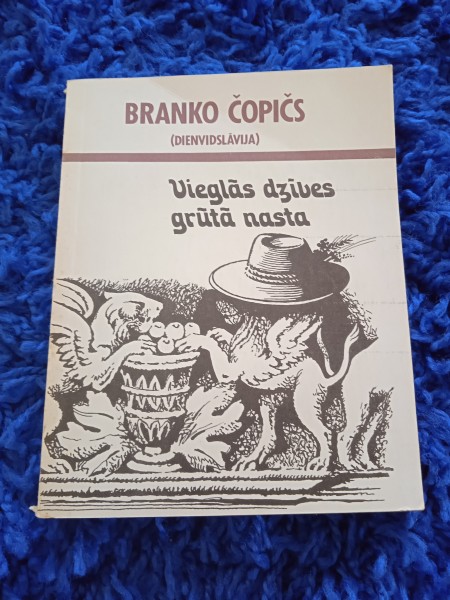 BRANKO ČOPIČS
(DIENVIDSLĀVIJA)
Vieglās dzīves
grūtā nasta